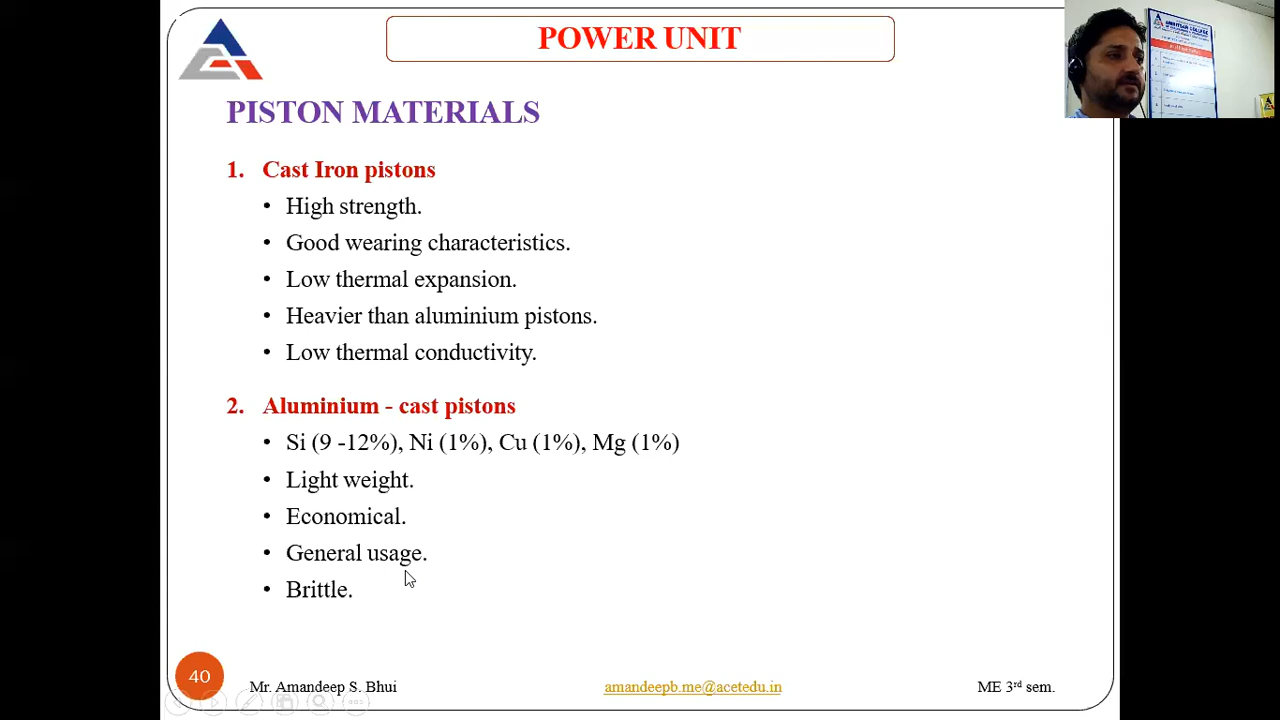 POWER UNIT
PISTON MATERIALS
1. Cast Iron pistons
• High strength.
• Good wearing characteristics.
• Low thermal expansion.
• Heavier than aluminium pistons.
• Low thermal conductivity.
2. Aluminium - cast pistons
• Si (9 -12%), Ni (1%), Cu (1%), Mg (1%)
• Light weight.
• Economical.
• General usage.
• Brittle.
40
Mr. Amandeep S. Bhui
amandeepb.me@acetedu.in
ME 3rd sem.